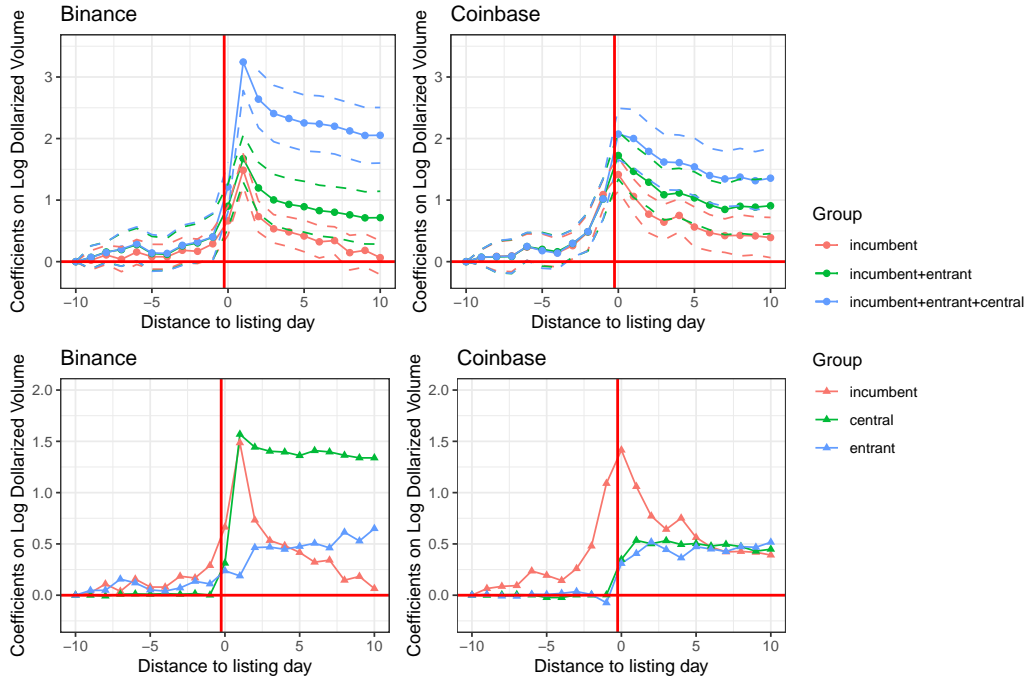 Binance
Coinbase
Coefficients on Log Dollarized Volume
3
2
1
0
−10
−5
0
5
10
Distance to listing day
Coefficients on Log Dollarized Volume
3
2
1
0
−10
−5
0
5
10
Distance to listing day
Group
incumbent
incumbent+entrant
incumbent+entrant+central
Binance
Coinbase
Coefficients on Log Dollarized Volume
2.0
1.5
1.0
0.5
0.0
−10
−5
0
5
10
Distance to listing day
Coefficients on Log Dollarized Volume
2.0
1.5
1.0
0.5
0.0
−10
−5
0
5
10
Distance to listing day
Group
incumbent
central
entrant